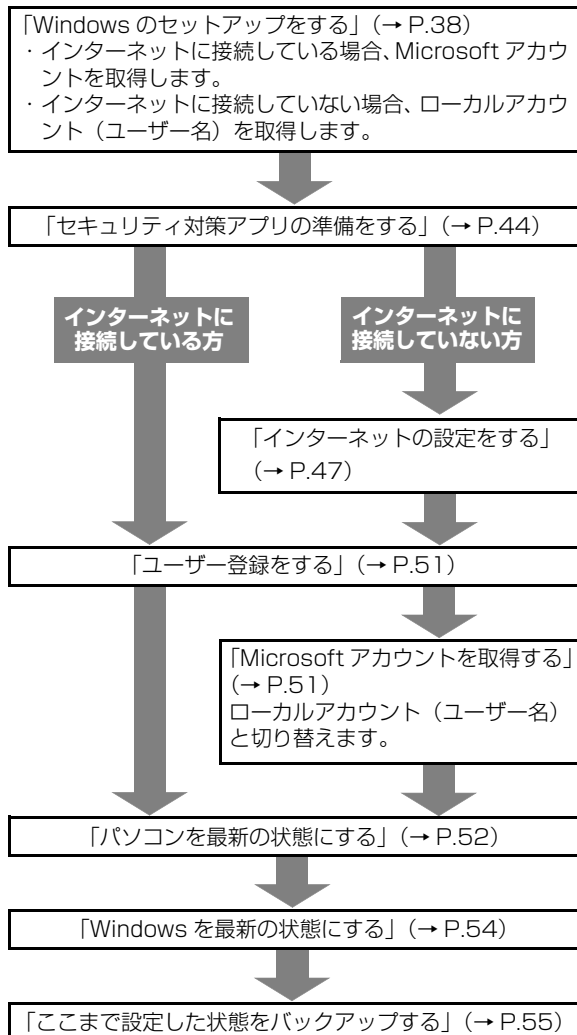 「Windows のセットアップをする」（→ P.38）
・インターネットに接続している場合、Microsoft アカウ
ントを取得します。
・インターネットに接続していない場合、ローカルアカウ
ント（ユーザー名）を取得します。
「セキュリティ対策アプリの準備をする」（→ P.44）
インターネットに
接続している方
インターネットに
接続していない方
「インターネットの設定をする」
（→ P.47）
「ユーザー登録をする」（→ P.51）
「Microsoft アカウントを取得する」
（→ P.51）
ローカルアカウント（ユーザー名）
と切り替えます。
「パソコンを最新の状態にする」（→ P.52）
「Windows を最新の状態にする」（→ P.54）
「ここまで設定した状態をバックアップする」（→ P.55）